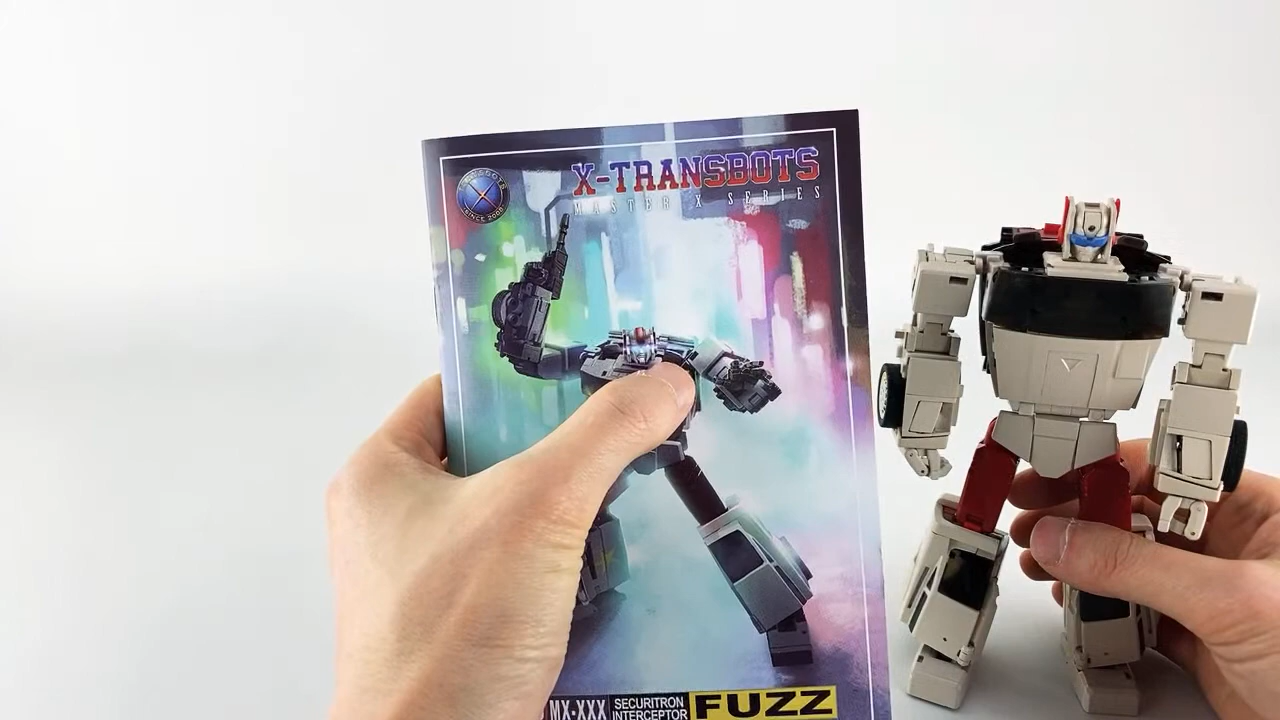 X-TRANSBOTS
MASTER X SERIES
SINCE 2008
MX-XXX
SECURITRON
INTERCEPTOR
FUZZ